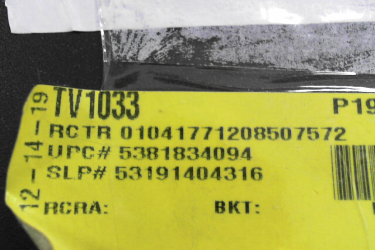 12-14-19
TV1033
P19
RCTR 01041771208507572
UPC# 5381834094
SLP# 53191404316
RCRA: BKT: